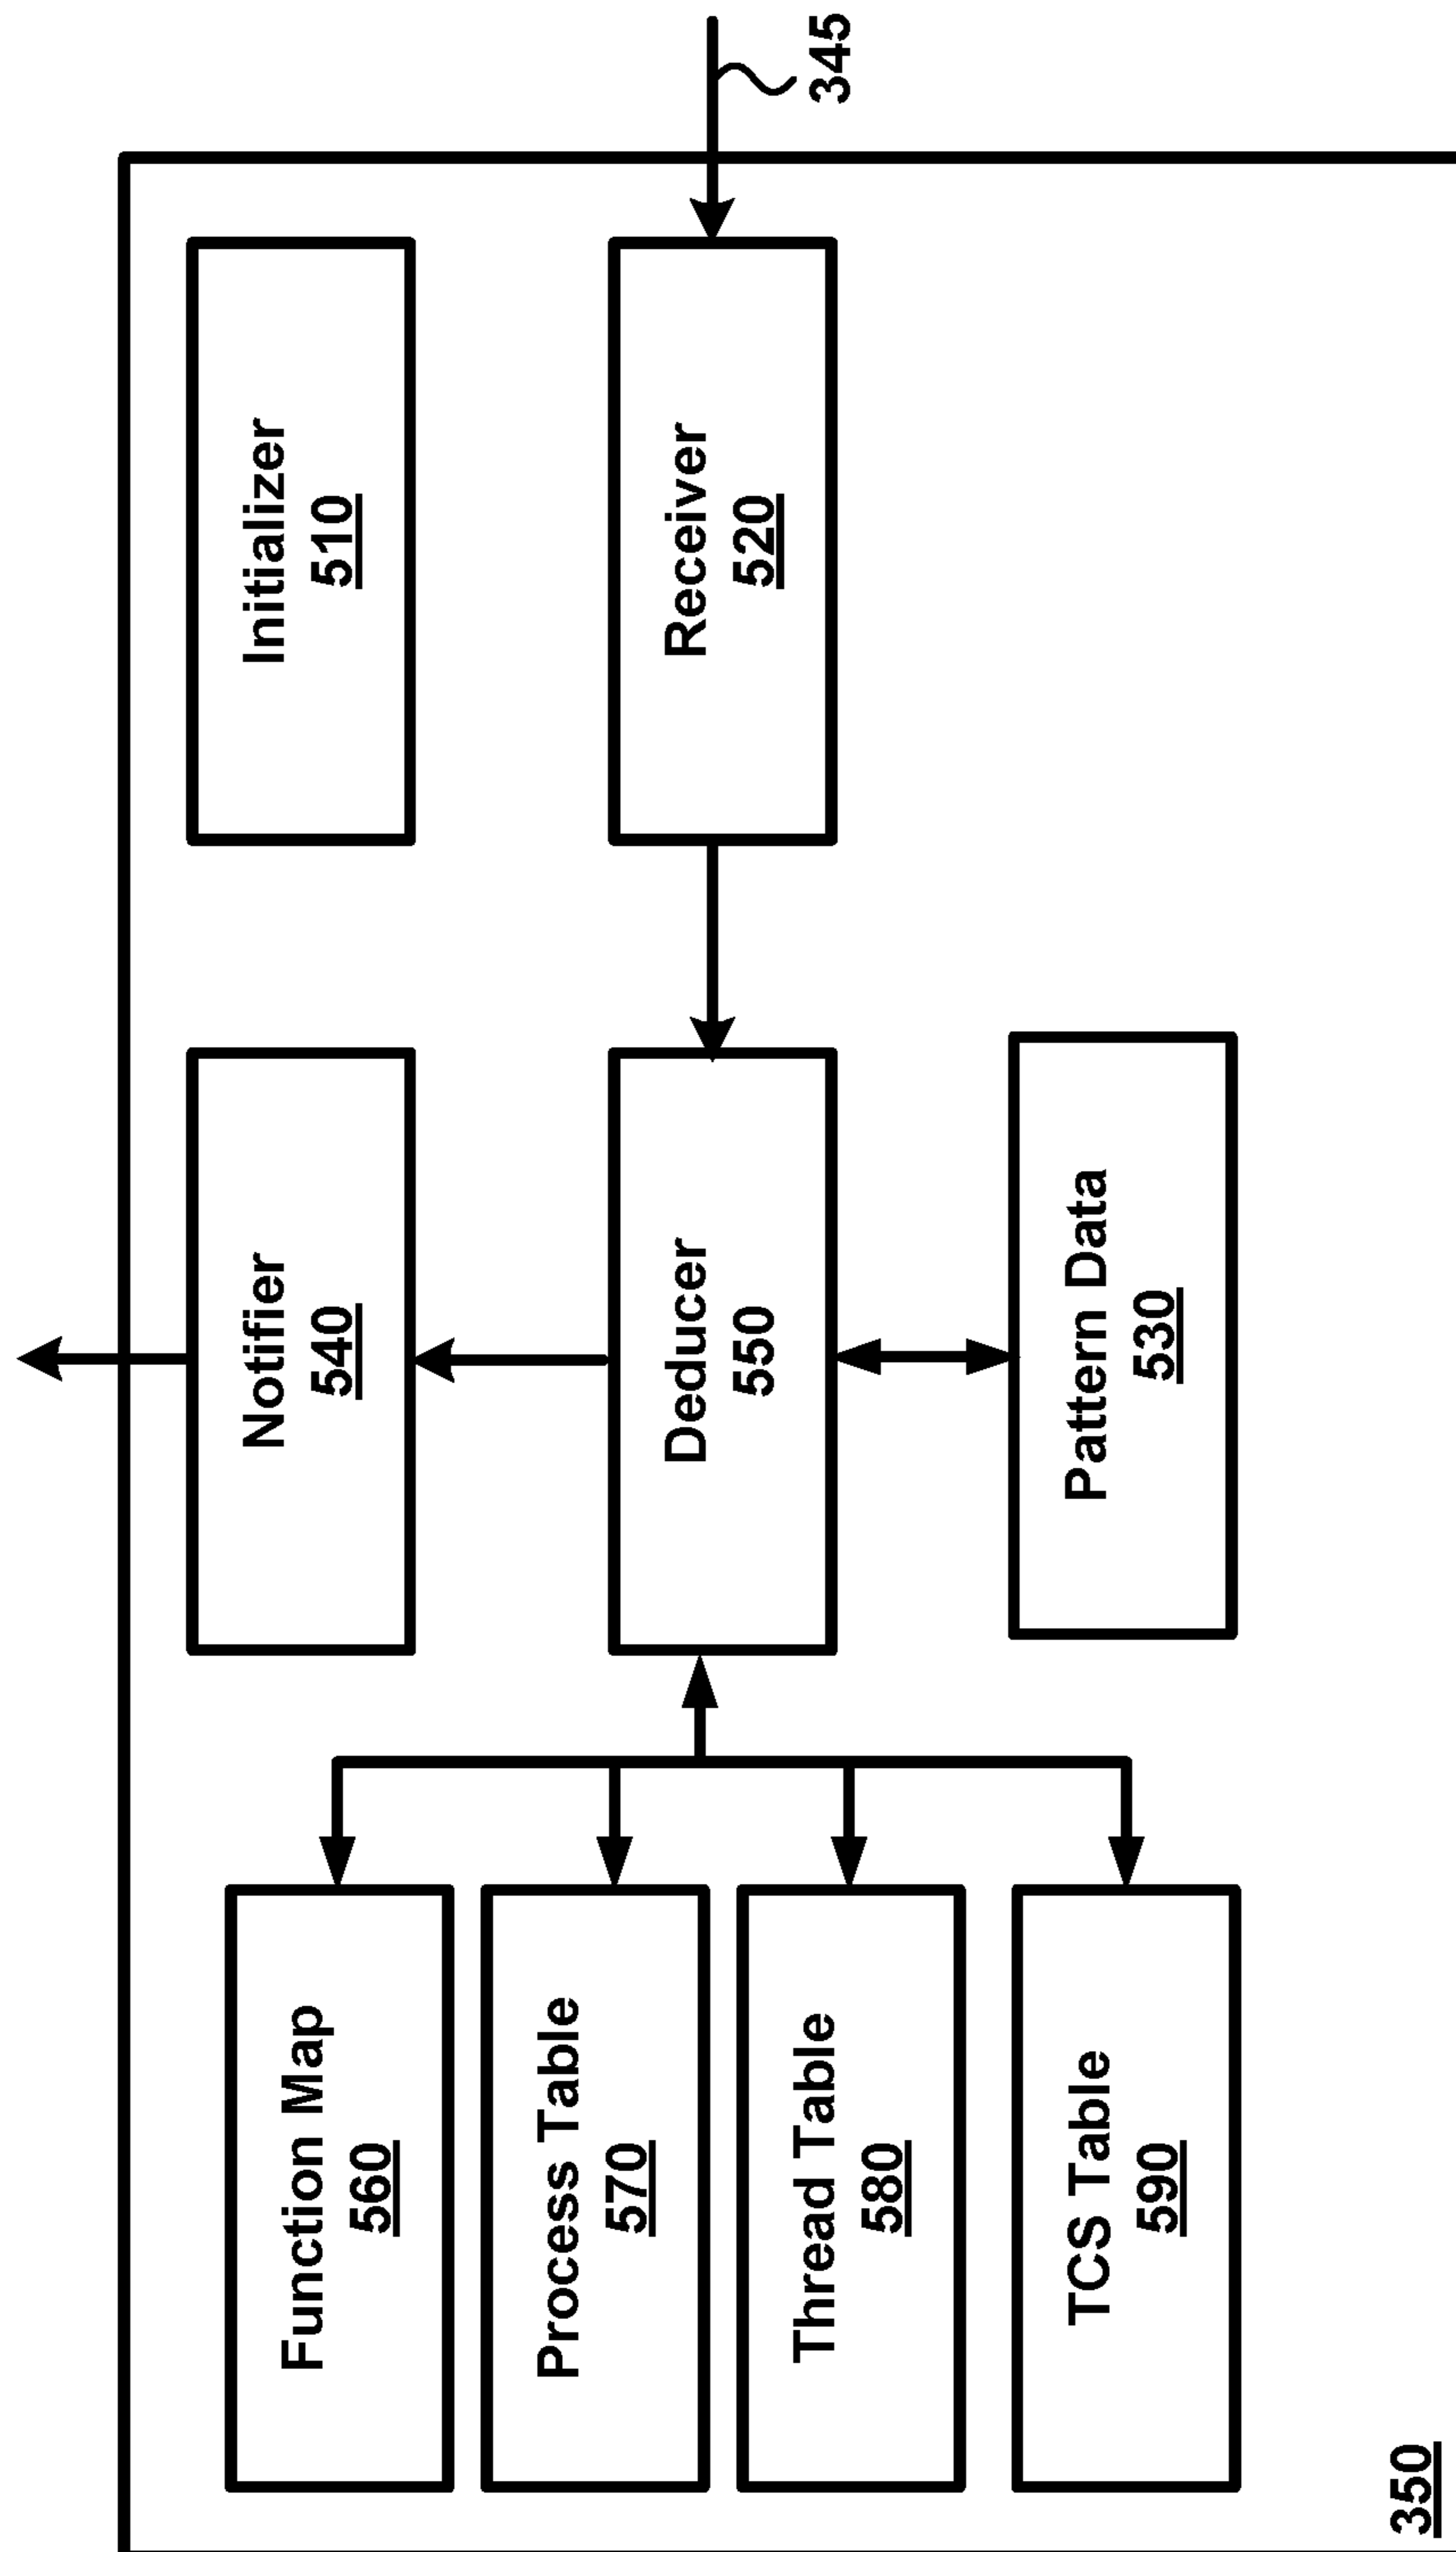 Function Map
560
Notifier
540
Initializer
510
Process Table
570
Deducer
550
Receiver
520
345
Thread Table
580
TCS Table
590
Pattern Data
530
350